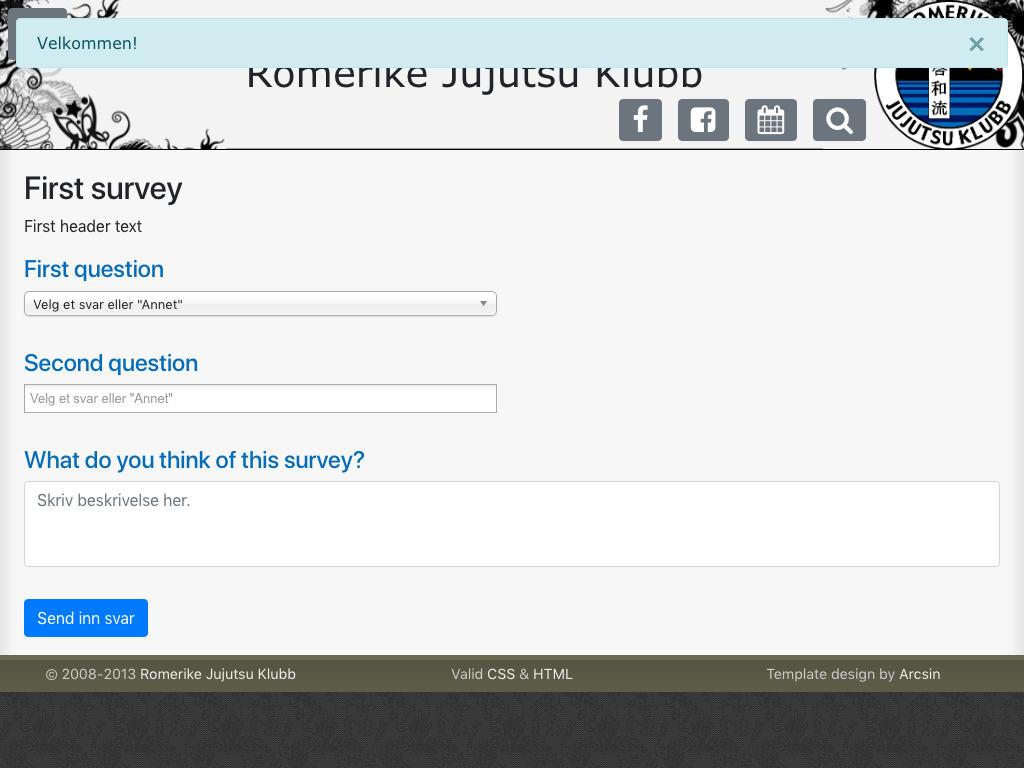 Velkommen!
×
Romerike Jujutsu Klubb
ROMERIKE
和
流
JUJUTSU KLUBB
First survey
First header text
First question
Velg et svar eller "Annet"
Second question
Velg et svar eller "Annet"
What do you think of this survey?
Skriv beskrivelse her.
Send inn svar
© 2008-2013 Romerike Jujutsu Klubb
Valid CSS & HTML
Template design by Arcsin